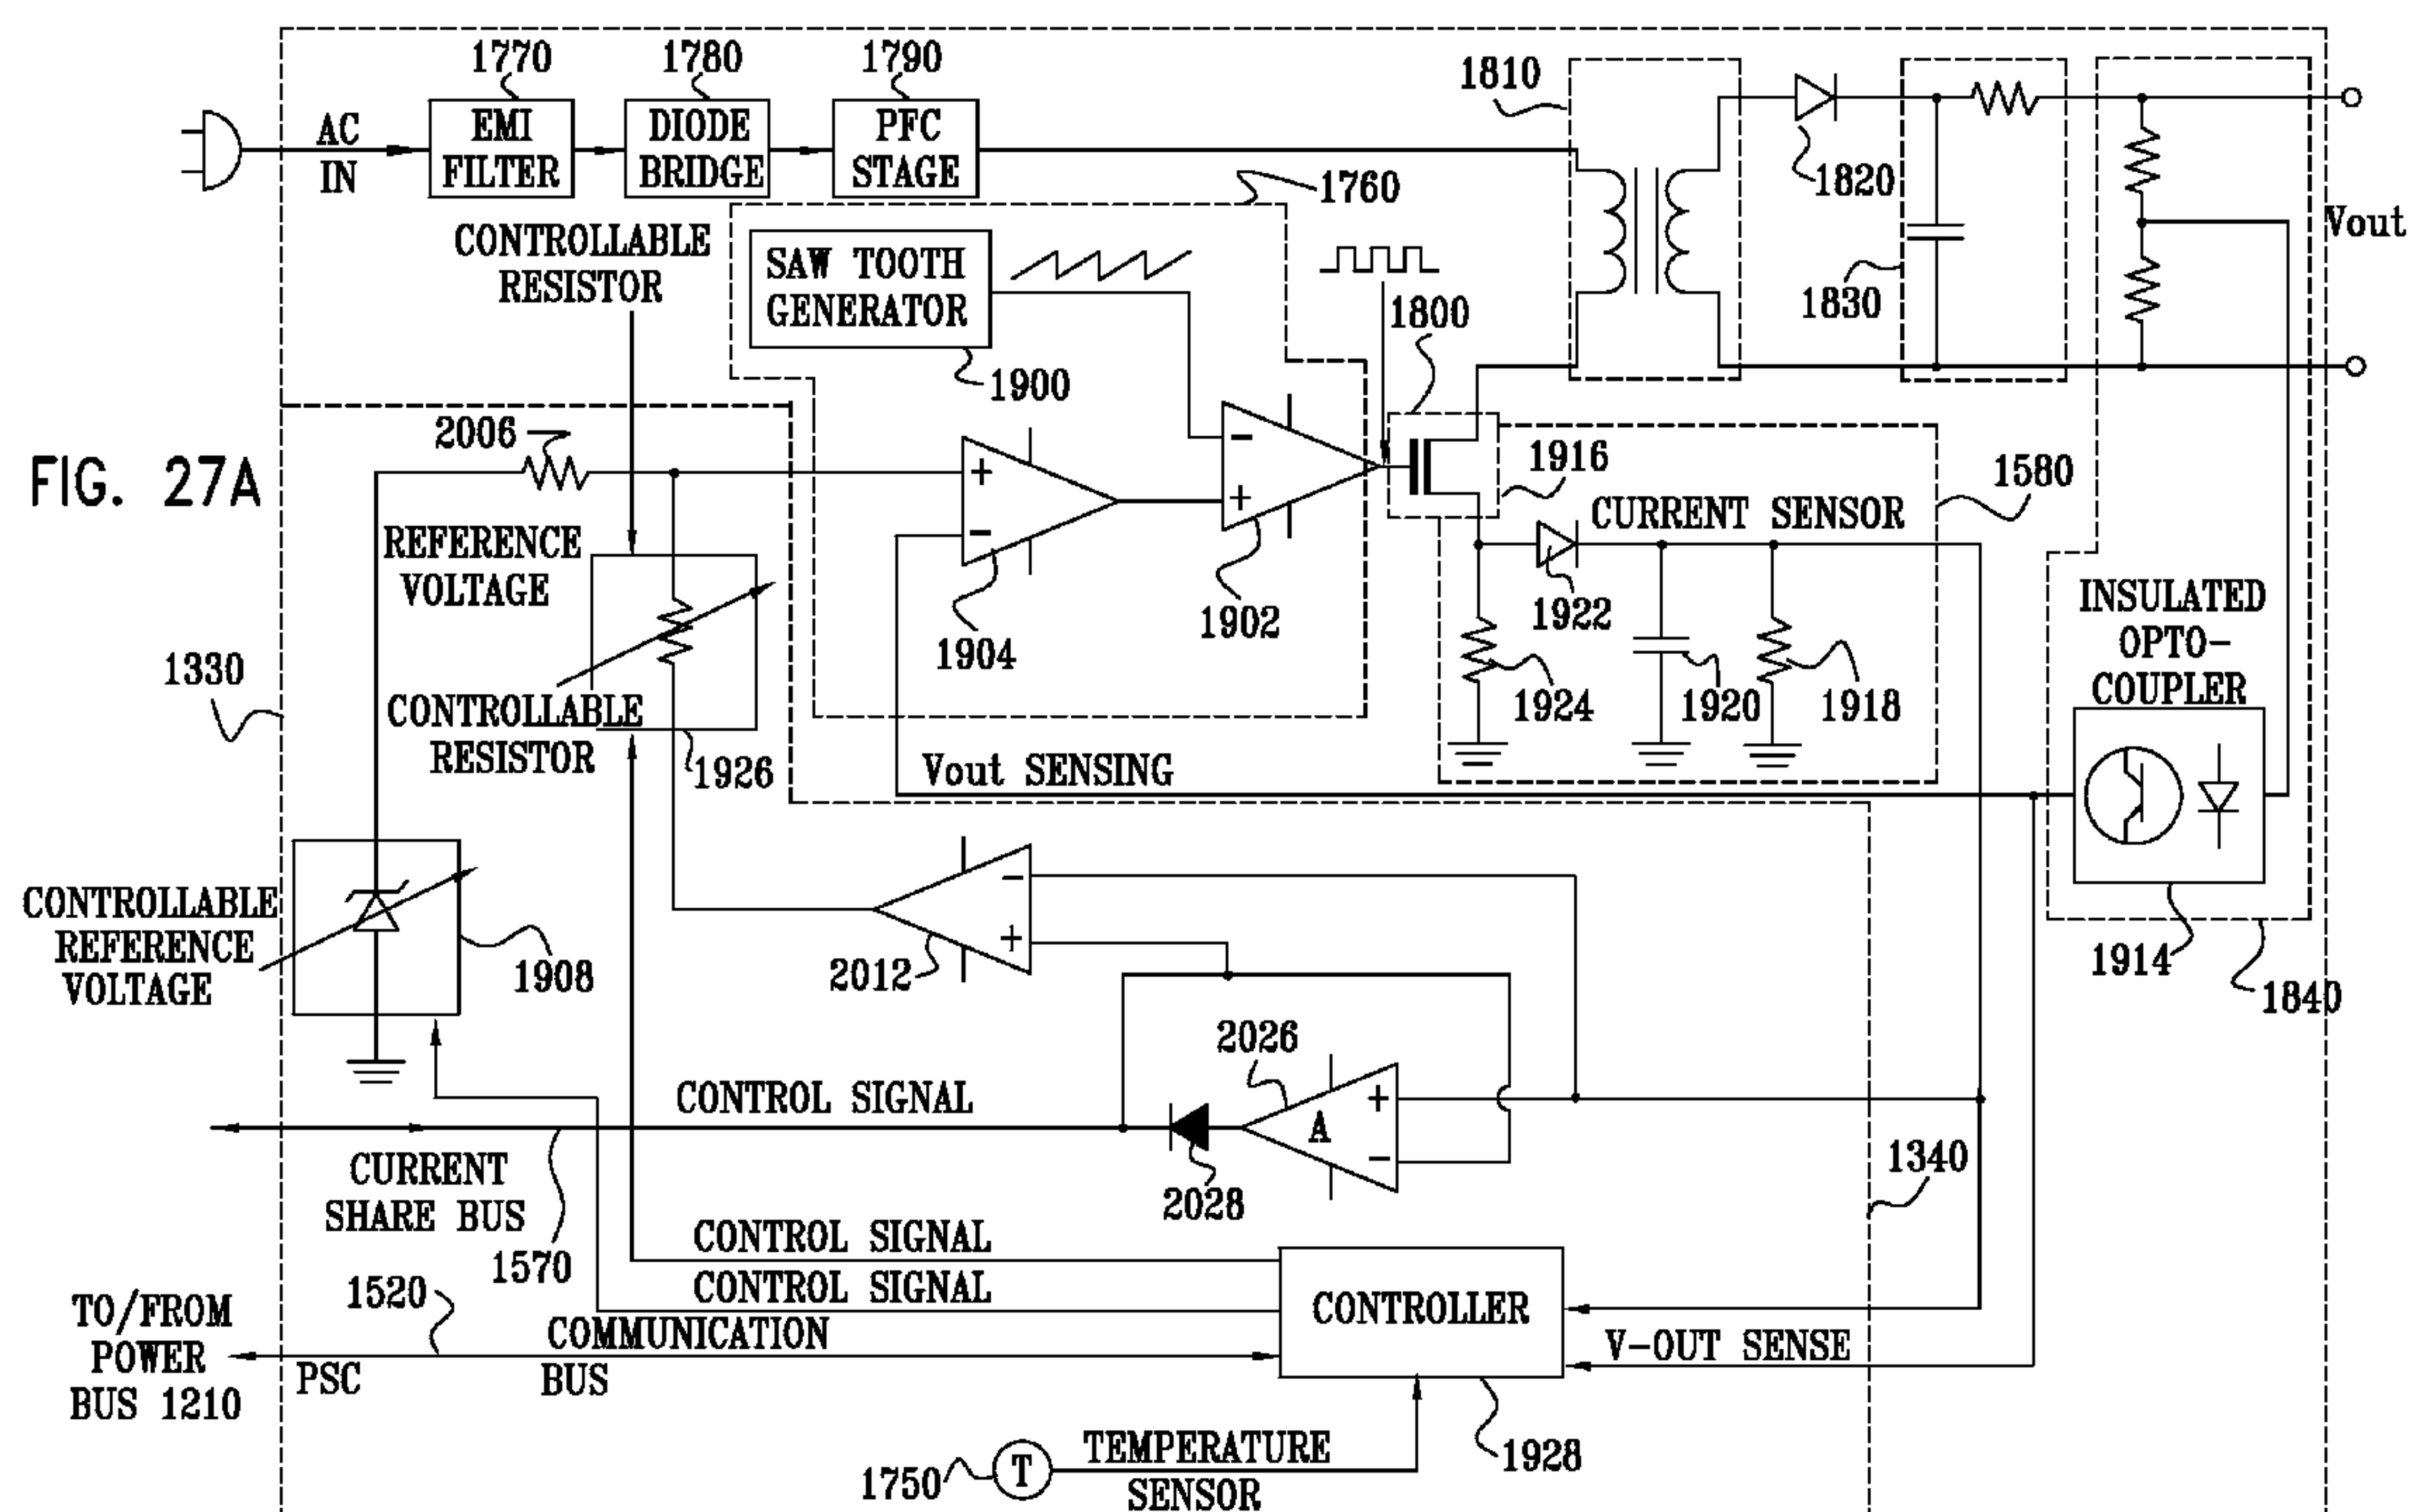 1770
1780
1790
1810
AC
IN
EMI
FILTER
DIODE
BRIDGE
PFC
STAGE
1760
1820
Vout
CONTROLLABLE
RESISTOR
SAW TOOTH
GENERATOR
1800
1830
1900
2006
FIG. 27A
+
−
−
+
1916
1580
CURRENT SENSOR
REFERENCE
VOLTAGE
1904
1902
1922
INSULATED
OPTO-
COUPLER
1330
CONTROLLABLE
RESISTOR
1926
1924
1920
1918
Vout SENSING
CONTROLLABLE
REFERENCE
VOLTAGE
1908
−
+
2012
1914
1840
2026
CONTROL SIGNAL
+
A
−
2028
1340
CURRENT
SHARE BUS
1570
CONTROL SIGNAL
CONTROL SIGNAL
1520
TO/FROM
POWER
BUS 1210
PSC
COMMUNICATION
BUS
CONTROLLER
V-OUT SENSE
1928
1750
T
TEMPERATURE
SENSOR